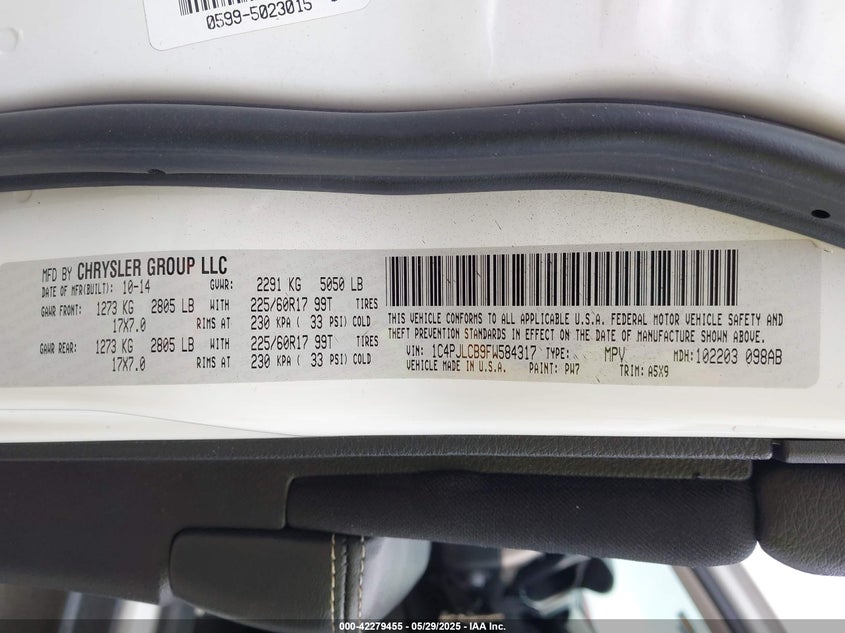 0599-5023015
MFD BY CHRYSLER GROUP LLC
DATE OF MFR(BUILT): 10-14 GVWR: 2291 KG 5050 LB
GAWR FRONT: 1273 KG 2805 LB WITH 225/60R17 99T TIRES
17X7.0 RIMS AT 230 KPA ( 33 PSI) COLD
GAWR REAR: 1273 KG 2805 LB WITH 225/60R17 99T TIRES
17X7.0 RIMS AT 230 KPA ( 33 PSI) COLD
THIS VEHICLE CONFORMS TO ALL APPLICABLE U.S.A. FEDERAL MOTOR VEHICLE SAFETY AND
THEFT PREVENTION STANDARDS IN EFFECT ON THE DATE OF MANUFACTURE SHOWN ABOVE.
VIN: 1C4PJLCB9FW584317 TYPE: MPV MDH: 102203 098AB
VEHICLE MADE IN U.S.A. PAINT: PW7 TRIM: A5X9
000-42279455 - 05/29/2025 - IAA Inc.